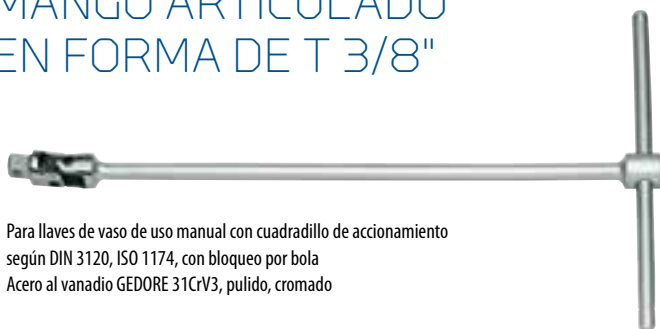 MANGO ARTICULADO
EN FORMA DE T 3/8"
Para llaves de vaso de uso manual con cuadradillo de accionamiento
según DIN 3120, ISO 1174, con bloqueo por bola
Acero al vanadio GEDORE 31CrV3, pulido, cromado